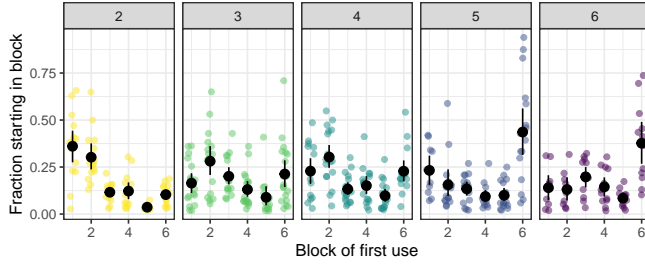 2 3 4 5 6
Fraction starting in block
0.75
0.50
0.25
0.00
2 4 6 2 4 6 2 4 6 2 4 6 2 4 6
Block of first use